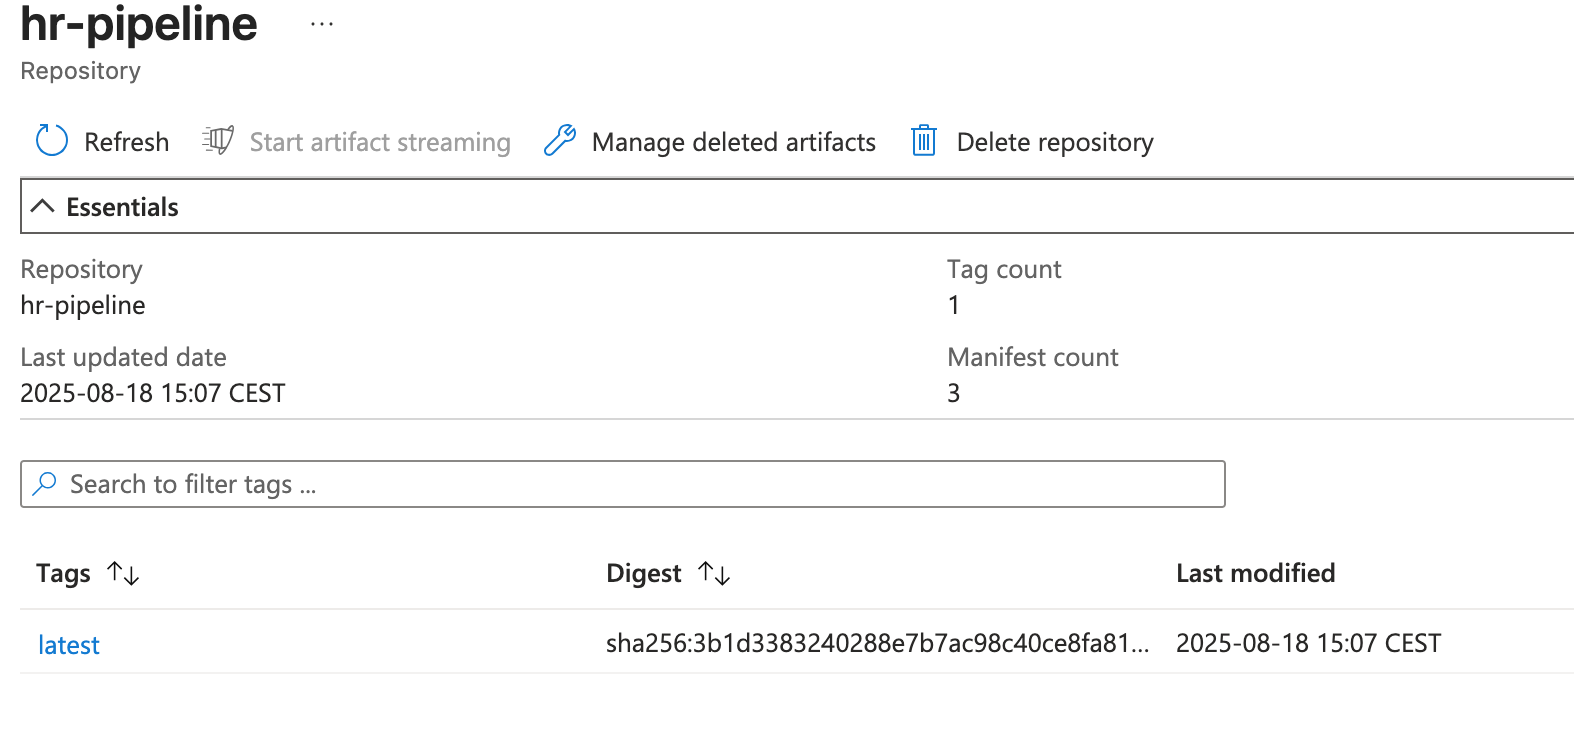 hr-pipeline ...
Repository
Refresh Start artifact streaming Manage deleted artifacts Delete repository
Essentials
Repository
hr-pipeline
Tag count
1
Last updated date
2025-08-18 15:07 CEST
Manifest count
3
Search to filter tags ...
Tags Digest Last modified
latest sha256:3b1d3383240288e7b7ac98c40ce8fa81... 2025-08-18 15:07 CEST